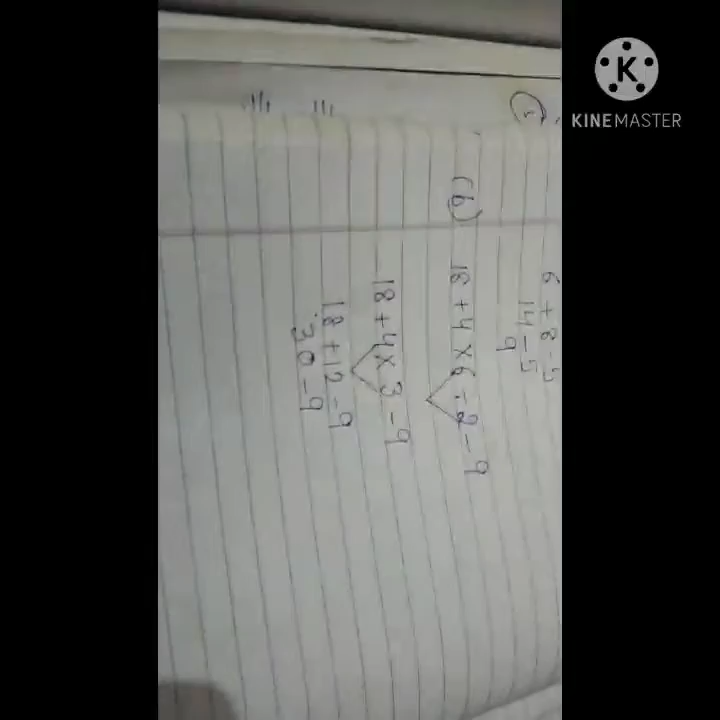 KINEMASTER
6 + 8 - 5
14 - 5
9
(b) 18 + 4 × 6 ÷ 2 - 9
18 + 4 × 3 - 9
18 + 12 - 9
30 - 9